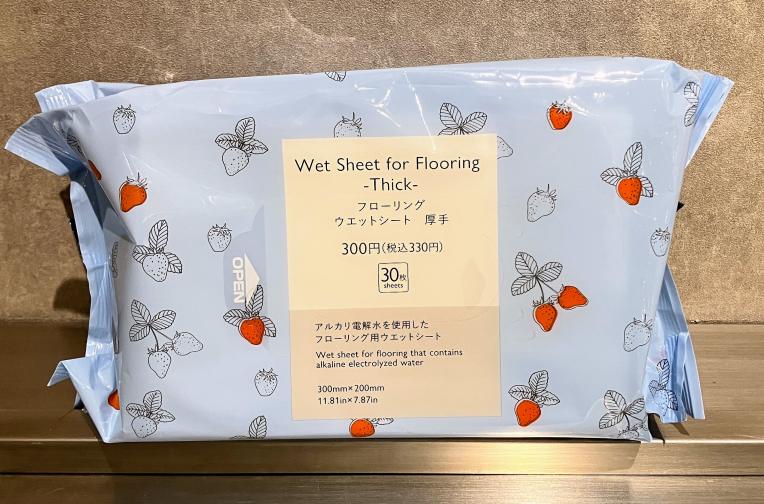 Wet Sheet for Flooring
-Thick-
フローリング
ウエットシート 厚手
300円(税込330円)
30枚
sheets
OPEN
アルカリ電解水を使用した
フローリング用ウエットシート
Wet sheet for flooring that contains
alkaline electrolyzed water
300mm×200mm
11.81in×7.87in